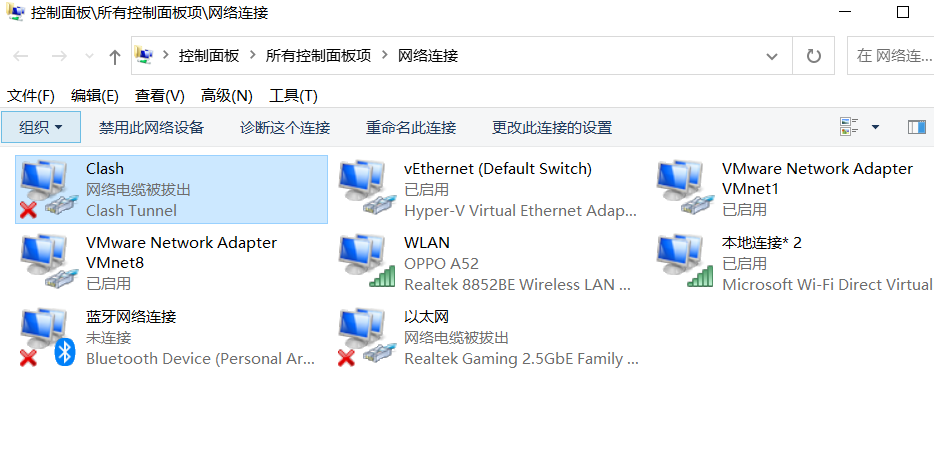 控制面板\所有控制面板项\网络连接
控制面板 › 所有控制面板项 › 网络连接
在 网络连...
文件(F) 编辑(E) 查看(V) 高级(N) 工具(T)
组织 禁用此网络设备 诊断这个连接 重命名此连接 更改此连接的设置
Clash
网络电缆被拔出
Clash Tunnel
vEthernet (Default Switch)
已启用
Hyper-V Virtual Ethernet Adap...
VMware Network Adapter
VMnet1
已启用
VMware Network Adapter
VMnet8
已启用
WLAN
OPPO A52
Realtek 8852BE Wireless LAN ...
本地连接* 2
已启用
Microsoft Wi-Fi Direct Virtual
蓝牙网络连接
未连接
Bluetooth Device (Personal Ar...
以太网
网络电缆被拔出
Realtek Gaming 2.5GbE Family ...